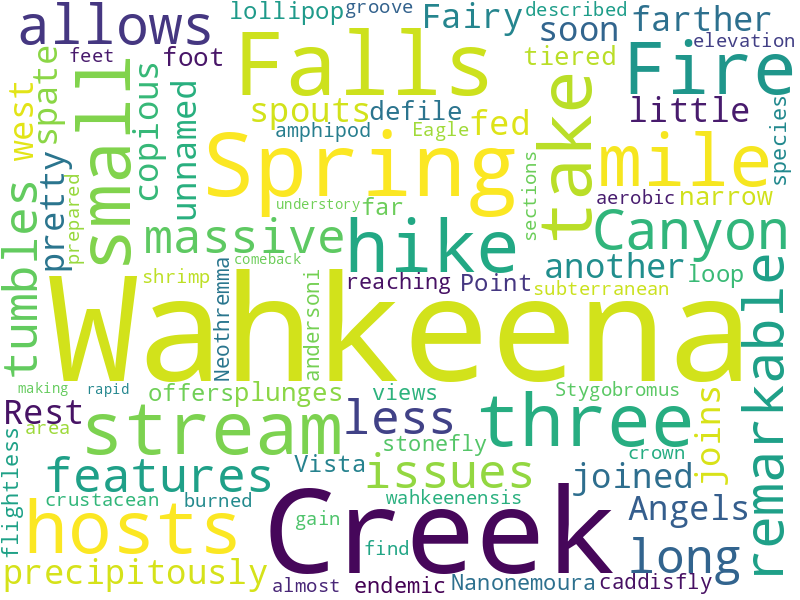 allows
lollipop
groove
Fairy
described
farther
feet
foot
Falls
soon
elevation
tiered
Fire
spate
west
small
copious
unnamed
spouts
defile
fed
amphipod
Eagle
take
little
species
pretty
prepared
Spring
mile
aerobic
narrow
understory
far
sections
Canyon
tumbles
massive
hike
another
loop
comeback
shrimp
Neothremma
andersoni
reaching
Point
subterranean
remarkable
Wahkeena
making
rapid
offers
plunges
views
Stygobromus
Rest
area
stream
less
three
joins
stonefly
crown
flightless
features
Vista
issues
joined
crustacean
burned
wahkeenensis
Angels
hosts
Creek
gain
long
find
precipitously
almost
endemic
Nanonemoura
caddisfly